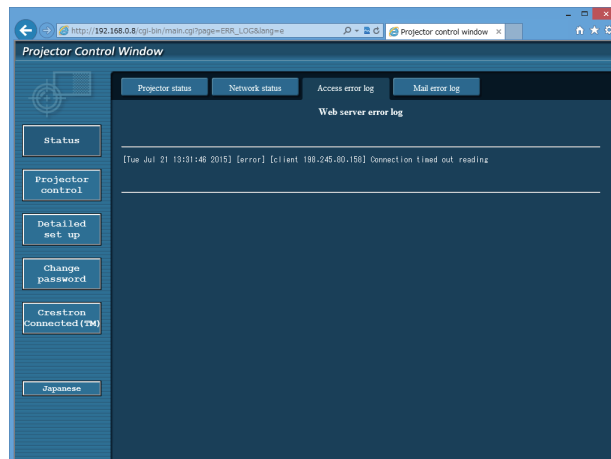 http://192.168.0.8/cgi-bin/main.cgi?page=ERR_LOG&lang=e
Projector control window
Projector Control Window
Projector status
Network status
Access error log
Mail error log
Web server error log
[Tue Jul 21 13:31:46 2015] [error] [client 198.245.80.158] Connection timed out reading
Status
Projector
control
Detailed
set up
Change
password
Crestron
Connected(TM)
Japanese